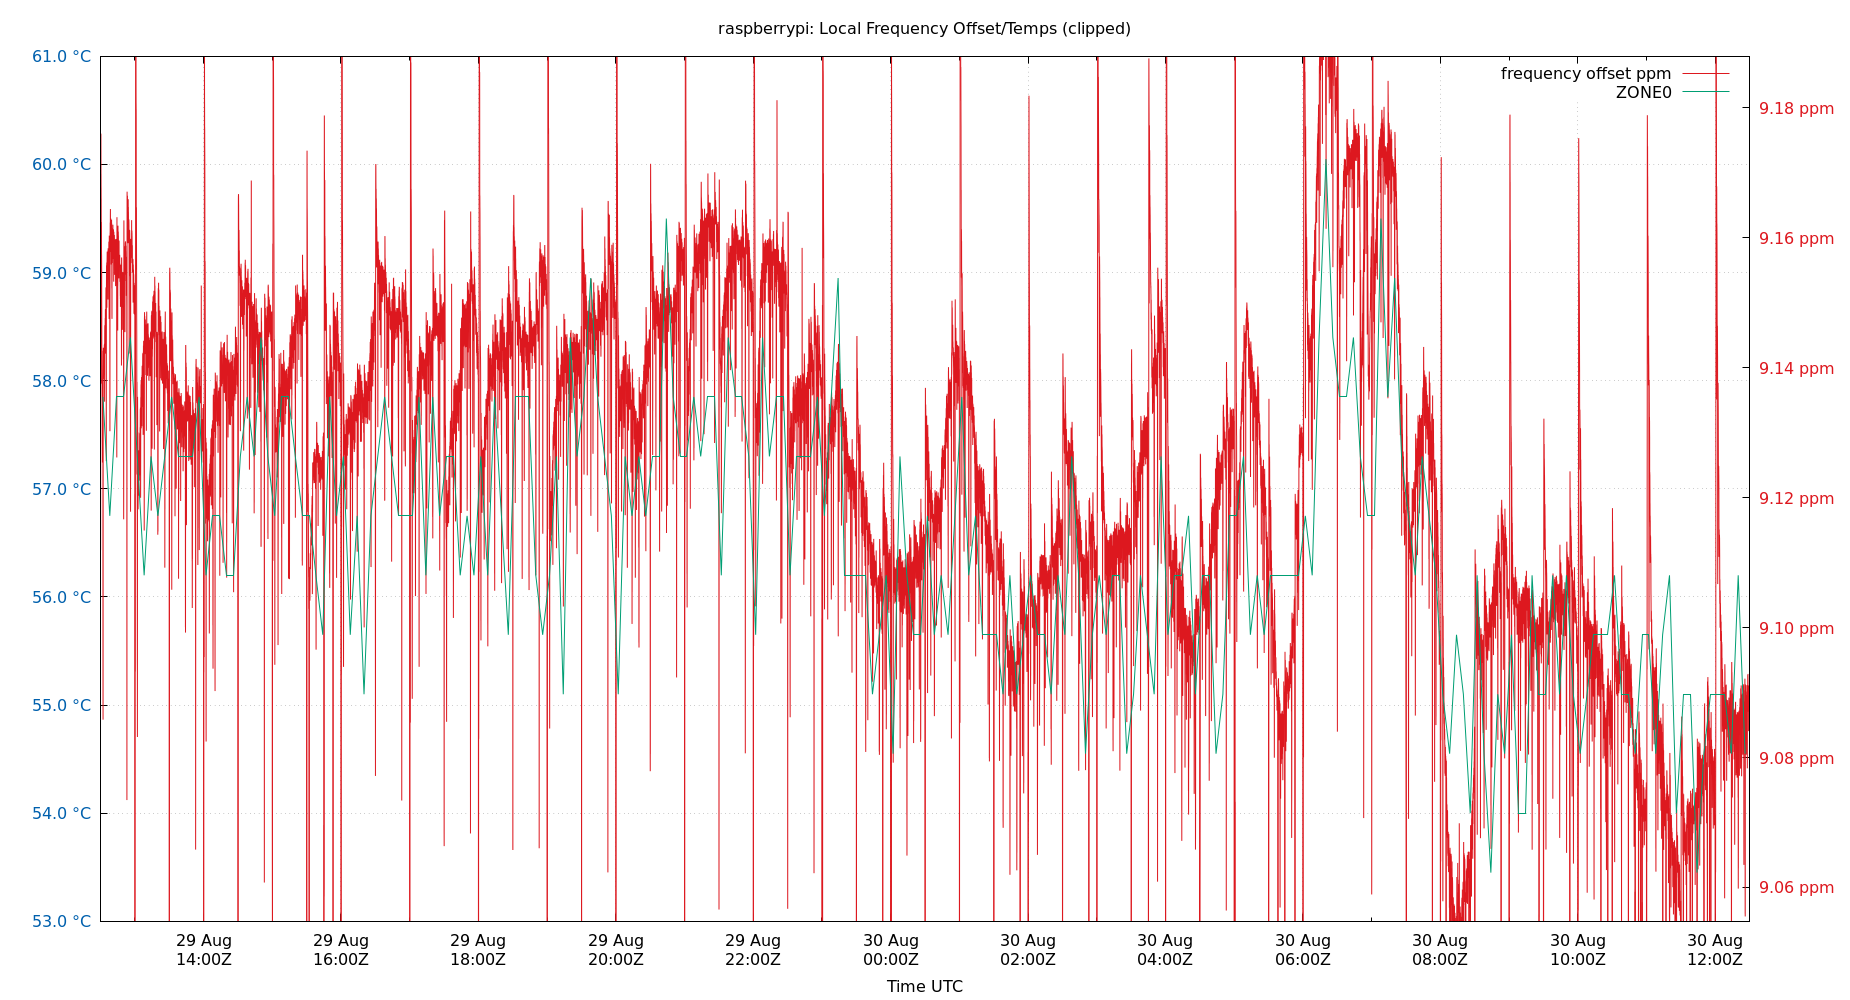 raspberrypi: Local Frequency Offset/Temps (clipped)
61.0 °C
60.0 °C
59.0 °C
58.0 °C
57.0 °C
56.0 °C
55.0 °C
54.0 °C
53.0 °C
frequency offset ppm
ZONE0
9.18 ppm
9.16 ppm
9.14 ppm
9.12 ppm
9.10 ppm
9.08 ppm
9.06 ppm
29 Aug 29 Aug 29 Aug 29 Aug 29 Aug 30 Aug 30 Aug 30 Aug 30 Aug 30 Aug 30 Aug 30 Aug
14:00Z 16:00Z 18:00Z 20:00Z 22:00Z 00:00Z 02:00Z 04:00Z 06:00Z 08:00Z 10:00Z 12:00Z
Time UTC